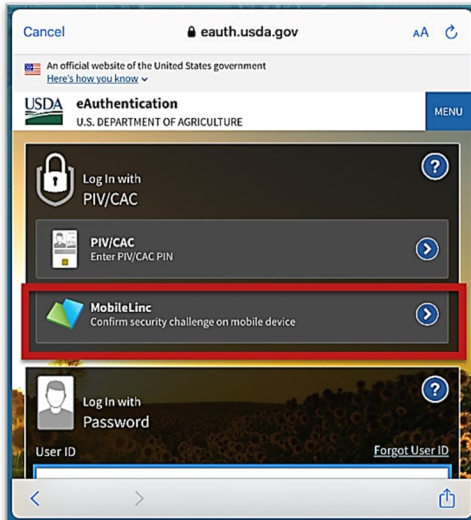 Cancel
eauth.usda.gov
AA
An official website of the United States government
Here's how you know
USDA
eAuthentication
U.S. DEPARTMENT OF AGRICULTURE
MENU
Log In with
PIV/CAC
?
PIV/CAC
Enter PIV/CAC PIN
MobileLinc
Confirm security challenge on mobile device
Log In with
Password
?
User ID
Forgot User ID